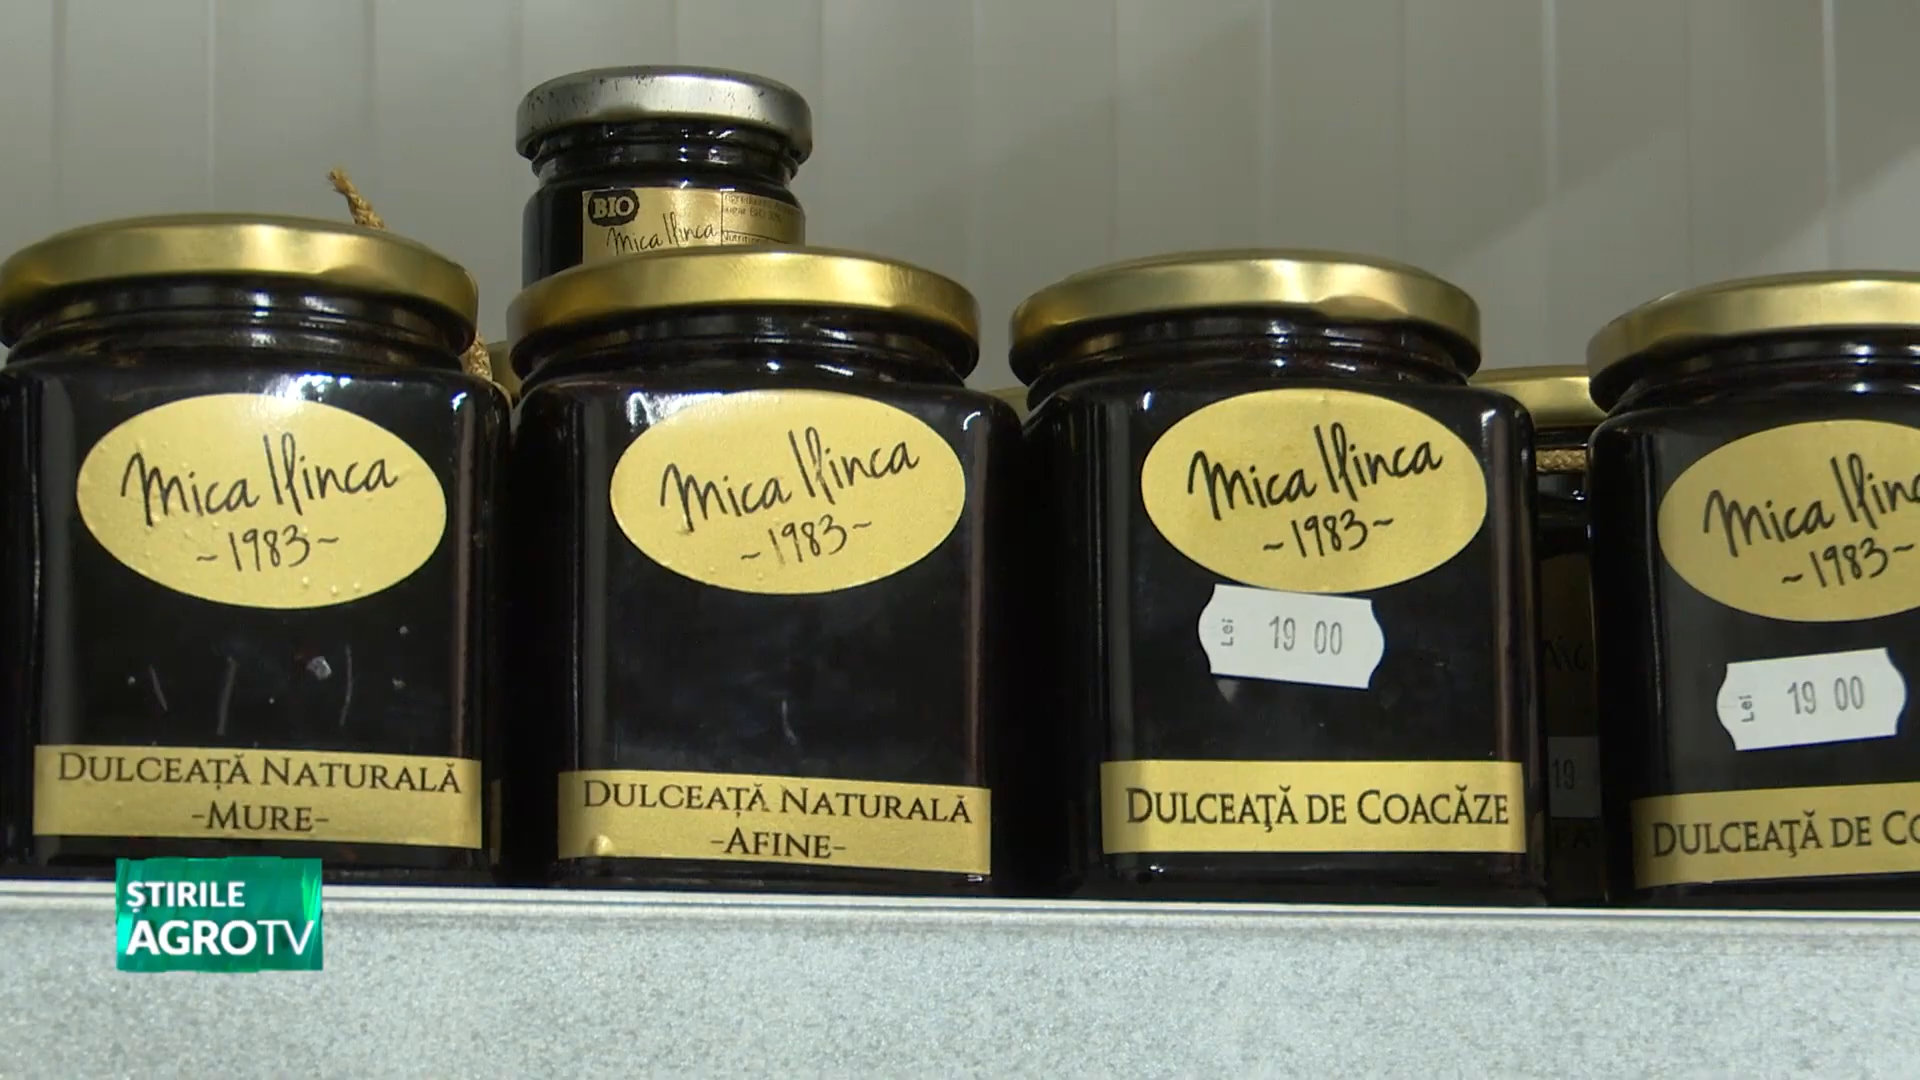 BIO
Mica Ilinca
Mica Ilinca
~1983~
DULCEAȚĂ NATURALĂ
-MURE-
Mica Ilinca
~1983~
DULCEAȚĂ NATURALĂ
-AFINE-
Mica Ilinca
~1983~
Lei 19 00
DULCEAŢĂ DE COACĂZE
Mica Ilinc
~1983~
Lei 19 00
DULCEAŢĂ DE CO
19
ȘTIRILE
AGROTV